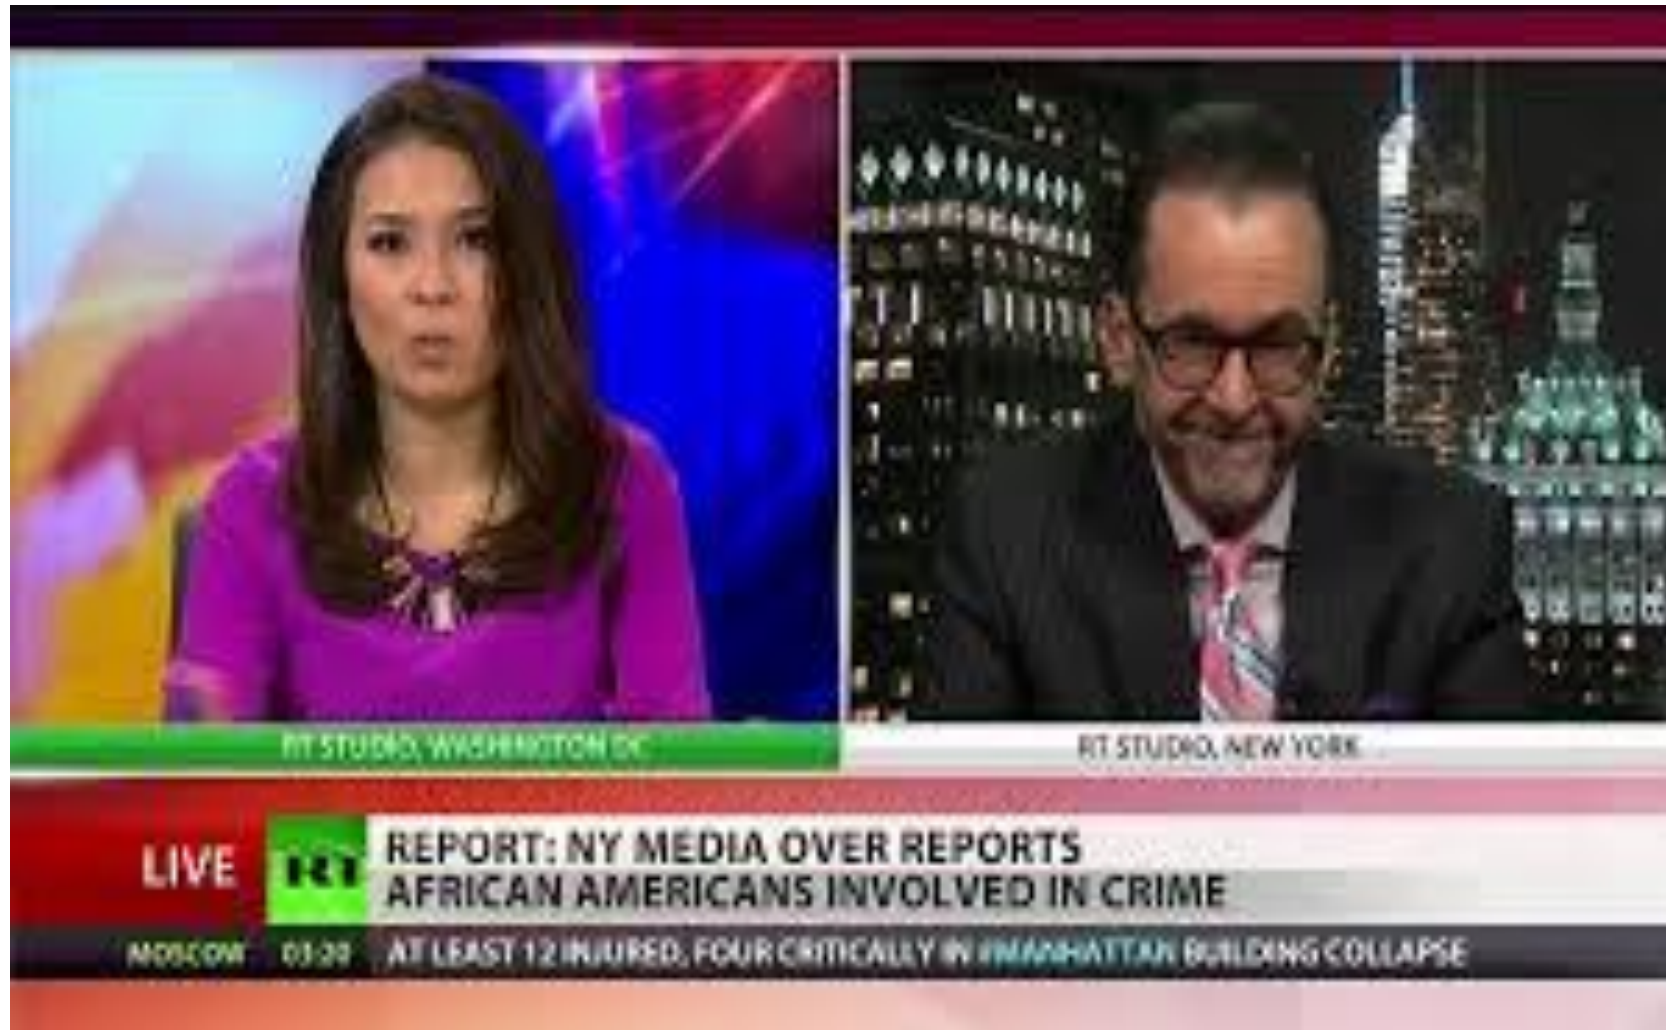 RT STUDIO, WASHINGTON DC
RT STUDIO, NEW YORK
LIVE
RT
REPORT: NY MEDIA OVER REPORTS
AFRICAN AMERICANS INVOLVED IN CRIME
MOSCOW 03:20 AT LEAST 12 INJURED, FOUR CRITICALLY IN #MANHATTAN BUILDING COLLAPSE